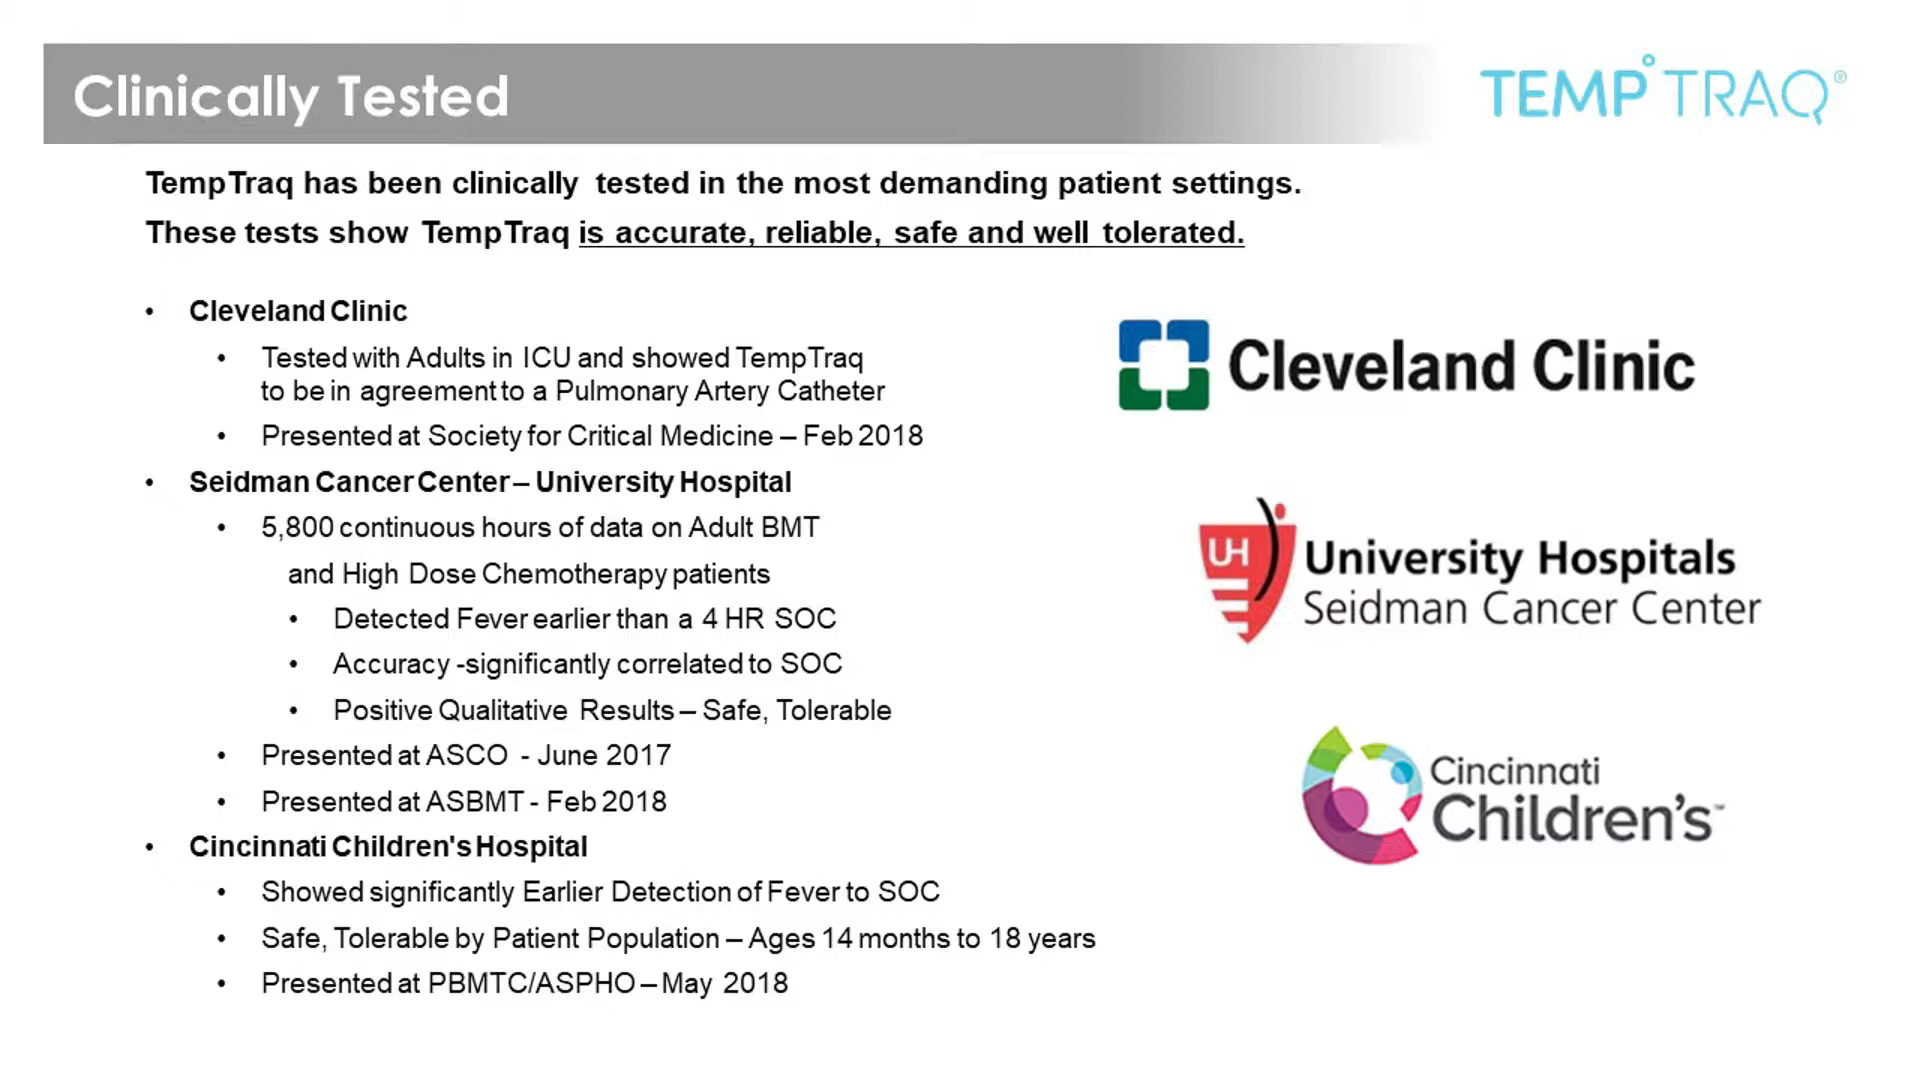 Clinically Tested
TEMP°TRAQ®
TempTraq has been clinically tested in the most demanding patient settings.
These tests show TempTraq is accurate, reliable, safe and well tolerated.
• Cleveland Clinic
• Tested with Adults in ICU and showed TempTraq
to be in agreement to a Pulmonary Artery Catheter
• Presented at Society for Critical Medicine – Feb 2018
• Seidman Cancer Center – University Hospital
• 5,800 continuous hours of data on Adult BMT
and High Dose Chemotherapy patients
• Detected Fever earlier than a 4 HR SOC
• Accuracy -significantly correlated to SOC
• Positive Qualitative Results – Safe, Tolerable
• Presented at ASCO - June 2017
• Presented at ASBMT - Feb 2018
• Cincinnati Children's Hospital
• Showed significantly Earlier Detection of Fever to SOC
• Safe, Tolerable by Patient Population – Ages 14 months to 18 years
• Presented at PBMTC/ASPHO – May 2018
Cleveland Clinic
UH
University Hospitals
Seidman Cancer Center
Cincinnati
Children's™